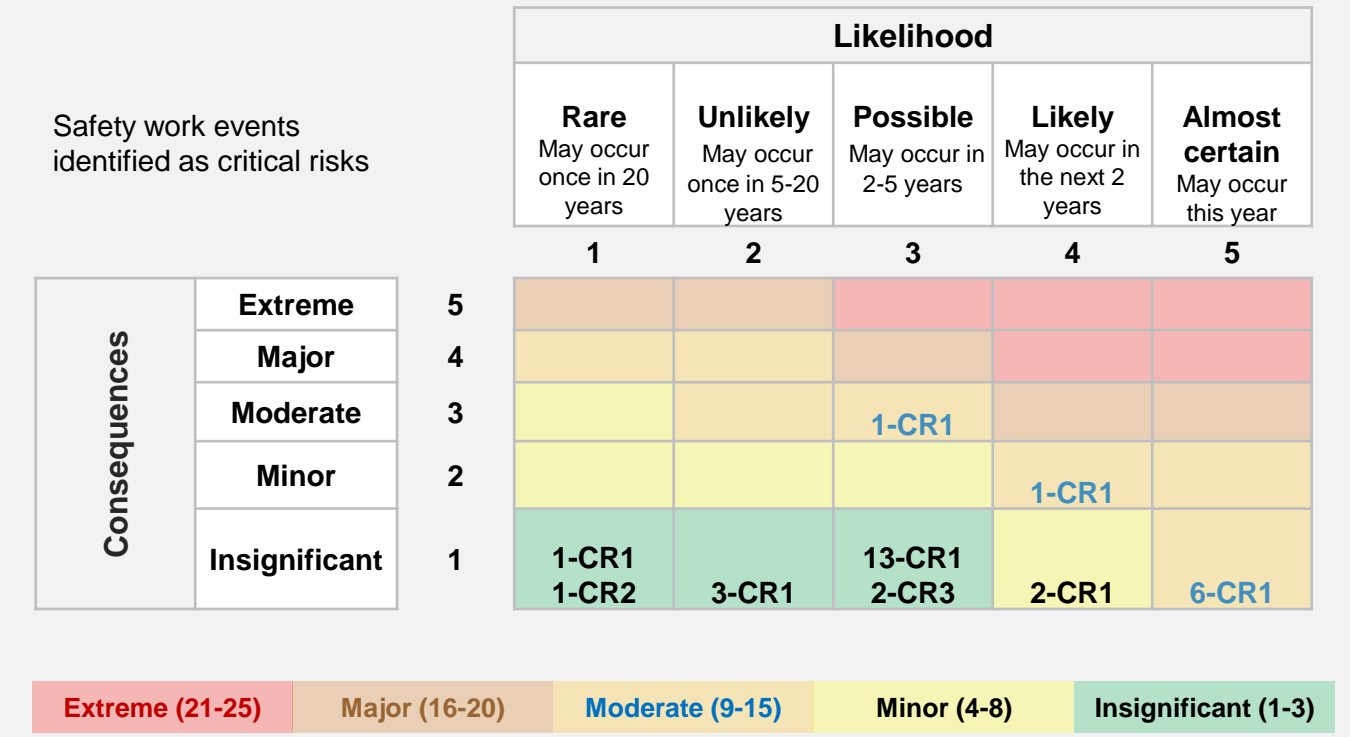 Likelihood
Safety work events
identified as critical risks
Rare
May occur
once in 20
years
Unlikely
May occur
once in 5-20
years
Possible
May occur in
2-5 years
Likely
May occur in
the next 2
years
Almost
certain
May occur
this year
1 2 3 4 5
Consequences
Extreme 5
Major 4
Moderate 3 1-CR1
Minor 2 1-CR1
Insignificant 1
1-CR1 13-CR1
1-CR2 3-CR1 2-CR3 2-CR1 6-CR1
Extreme (21-25) Major (16-20) Moderate (9-15) Minor (4-8) Insignificant (1-3)